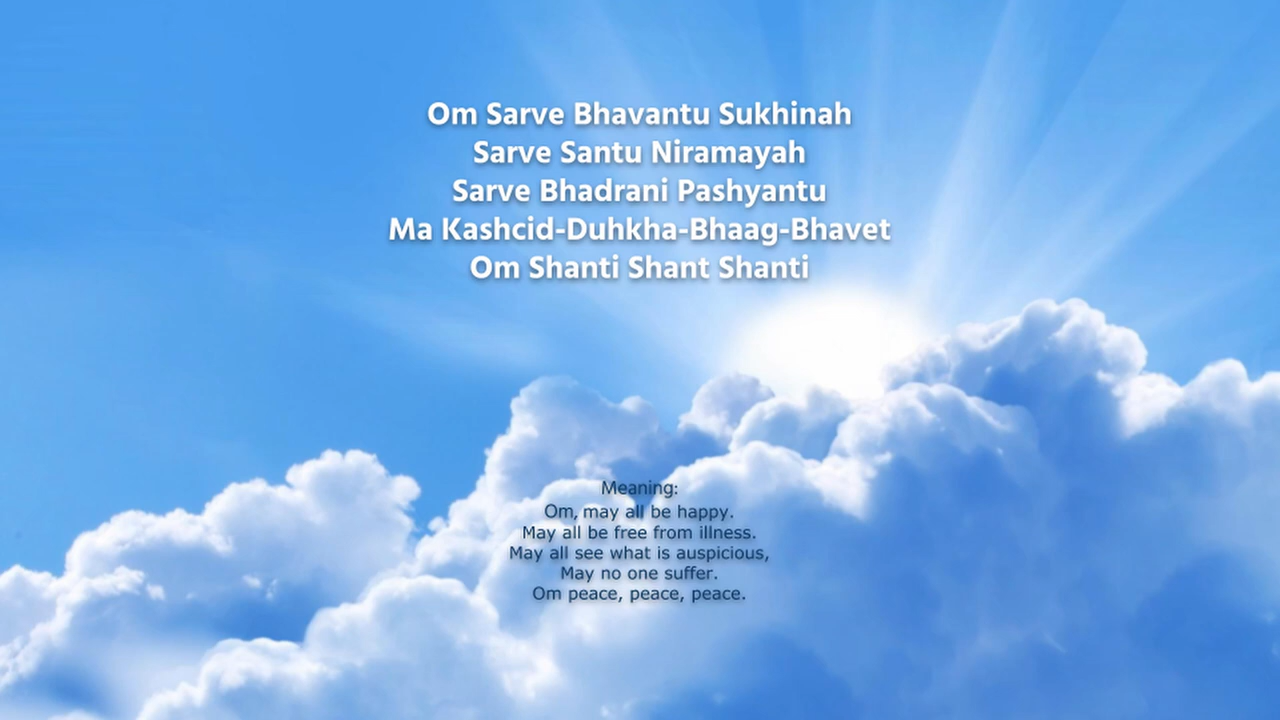 Om Sarve Bhavantu Sukhinah
Sarve Santu Niramayah
Sarve Bhadrani Pashyantu
Ma Kashcid-Duhkha-Bhaag-Bhavet
Om Shanti Shant Shanti
Meaning:
Om, may all be happy.
May all be free from illness.
May all see what is auspicious,
May no one suffer.
Om peace, peace, peace.